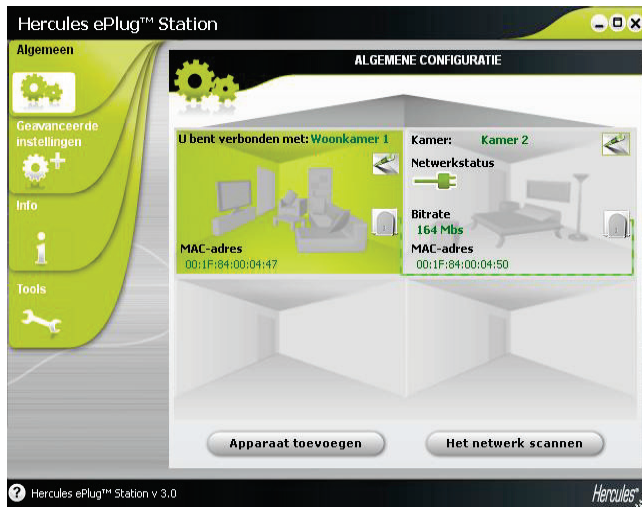 Hercules ePlug™ Station
Algemeen
Geavanceerde
instellingen
Info
Tools
ALGEMENE CONFIGURATIE
U bent verbonden met: Woonkamer 1
MAC-adres
00:1F:84:00:04:47
Kamer: Kamer 2
Netwerkstatus
Bitrate
164 Mbs
MAC-adres
00:1F:84:00:04:50
Apparaat toevoegen
Het netwerk scannen
? Hercules ePlug™ Station v 3.0
Hercules